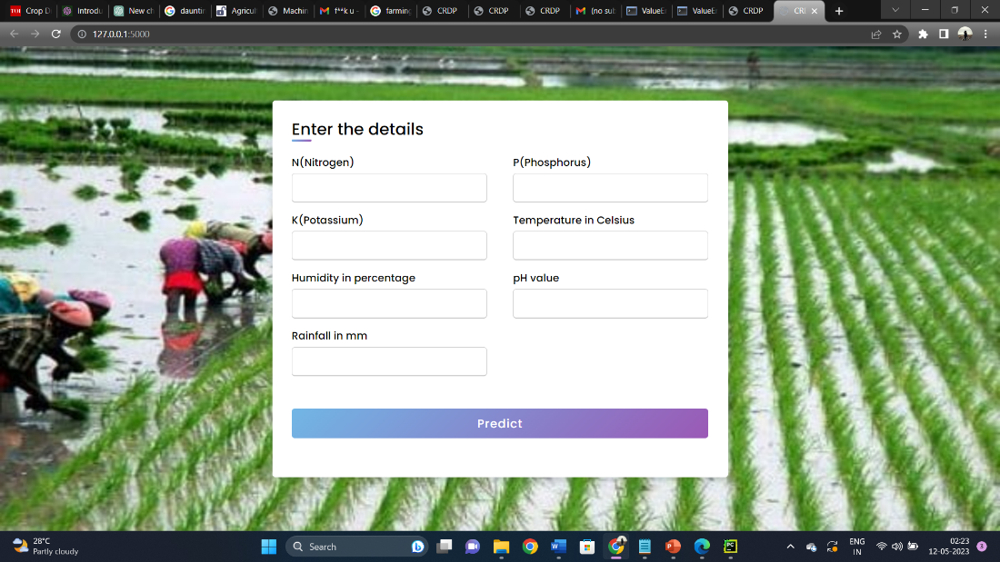 Crop D
Introdu
New ch
dauntin
Agricul
Machin
f**k u -
farming
CRDP
CRDP
CRDP
(no sub
ValueEr
ValueEr
CRDP
CRI
127.0.0.1:5000
Enter the details
N(Nitrogen)
P(Phosphorus)
K(Potassium)
Temperature in Celsius
Humidity in percentage
pH value
Rainfall in mm
Predict
28°C
Partly cloudy
Search
ENG
IN
02:23
12-05-2023
3